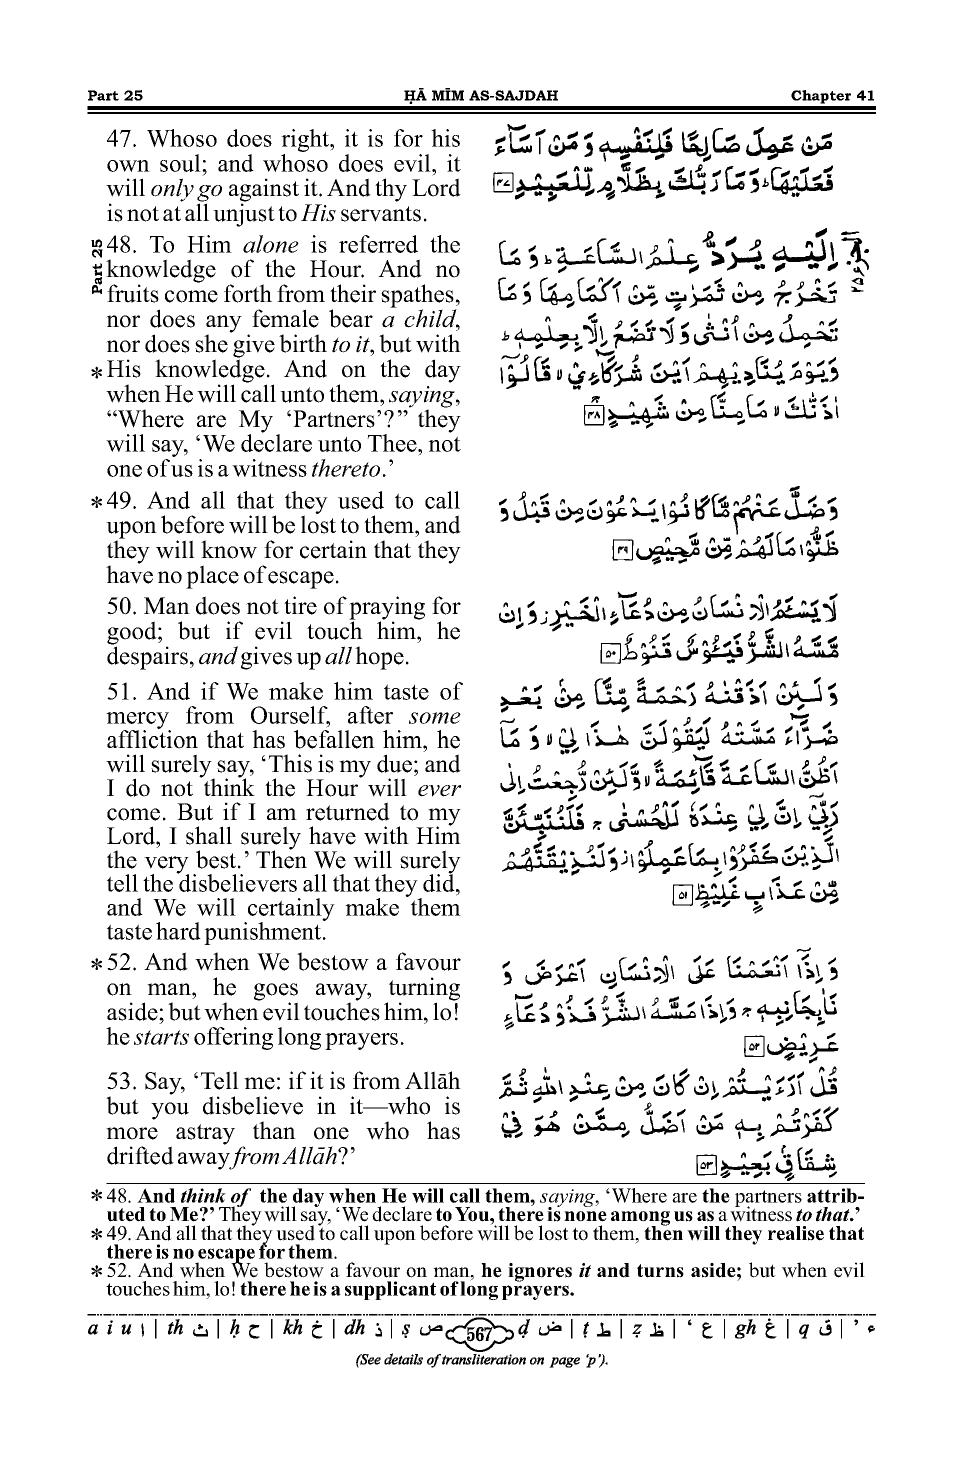 Part 25 ḤĀ MĪM AS-SAJDAH Chapter 41
47. Whoso does right, it is for his
own soul; and whoso does evil, it
will only go against it. And thy Lord
is not at all unjust to His servants.
مَنْ عَمِلَ صَالِحًا فَلِنَفْسِهٖ وَ مَنْ اَسَآءَ
فَعَلَيْهَا ؕ وَ مَا رَبُّكَ بِظَلَّامٍ لِّلْعَبِيْدِ ۴۷
Part 25
48. To Him alone is referred the
knowledge of the Hour. And no
fruits come forth from their spathes,
nor does any female bear a child,
nor does she give birth to it, but with
*His knowledge. And on the day
when He will call unto them, saying,
“Where are My ‘Partners’?” they
will say, ‘We declare unto Thee, not
one of us is a witness thereto.’
اِلَيْهِ يُرَدُّ عِلْمُ السَّاعَةِ ؕ وَ مَا
تَخْرُجُ مِنْ ثَمَرٰتٍ مِّنْ اَكْمَامِهَا وَ مَا
تَحْمِلُ مِنْ اُنْثٰى وَ لَا تَضَعُ اِلَّا بِعِلْمِهٖ ؕ
وَ يَوْمَ يُنَادِيْهِمْ اَيْنَ شُرَكَآءِيْ ۙ قَالُوْۤا
اٰذَنّٰكَ ۙ مَا مِنَّا مِنْ شَهِيْدٍ ۴۸
*49. And all that they used to call
upon before will be lost to them, and
they will know for certain that they
have no place of escape.
وَ ضَلَّ عَنْهُمْ مَّا كَانُوْا يَدْعُوْنَ مِنْ قَبْلُ وَ
ظَنُّوْا مَا لَهُمْ مِّنْ مَّحِيْصٍ ۴۹
50. Man does not tire of praying for
good; but if evil touch him, he
despairs, and gives up all hope.
لَا يَسْـَٔمُ الْاِنْسَانُ مِنْ دُعَآءِ الْخَيْرِ ؗ وَ اِنْ
مَّسَّهُ الشَّرُّ فَيَـُٔوْسٌ قَنُوْطٌ ۵۰
51. And if We make him taste of
mercy from Ourself, after some
affliction that has befallen him, he
will surely say, ‘This is my due; and
I do not think the Hour will ever
come. But if I am returned to my
Lord, I shall surely have with Him
the very best.’ Then We will surely
tell the disbelievers all that they did,
and We will certainly make them
taste hard punishment.
وَ لَئِنْ اَذَقْنٰهُ رَحْمَةً مِّنَّا مِنْۢ بَعْدِ
ضَرَّآءَ مَسَّتْهُ لَيَقُوْلَنَّ هٰذَا لِيْ ۙ وَ مَاۤ
اَظُنُّ السَّاعَةَ قَآئِمَةً ۙ وَّ لَئِنْ رُّجِعْتُ اِلٰى
رَبِّيْۤ اِنَّ لِيْ عِنْدَهٗ لَلْحُسْنٰى ۚ فَلَنُنَبِّئَنَّ
الَّذِيْنَ كَفَرُوْا بِمَا عَمِلُوْا ؗ وَ لَنُذِيْقَنَّهُمْ
مِّنْ عَذَابٍ غَلِيْظٍ ۵۱
*52. And when We bestow a favour
on man, he goes away, turning
aside; but when evil touches him, lo!
he starts offering long prayers.
وَ اِذَاۤ اَنْعَمْنَا عَلَى الْاِنْسَانِ اَعْرَضَ وَ
نَاٰ بِجَانِبِهٖ ۚ وَ اِذَا مَسَّهُ الشَّرُّ فَذُوْ دُعَآءٍ
عَرِيْضٍ ۵۲
53. Say, ‘Tell me: if it is from Allāh
but you disbelieve in it—who is
more astray than one who has
drifted away from Allāh?’
قُلْ اَرَءَيْتُمْ اِنْ كَانَ مِنْ عِنْدِ اللّٰهِ ثُمَّ
كَفَرْتُمْ بِهٖ مَنْ اَضَلُّ مِمَّنْ هُوَ فِيْ
شِقَاقٍۭ بَعِيْدٍ ۵۳
*48. And think of the day when He will call them, saying, ‘Where are the partners attrib-
uted to Me?’ They will say, ‘We declare to You, there is none among us as a witness to that.’
*49. And all that they used to call upon before will be lost to them, then will they realise that
there is no escape for them.
*52. And when We bestow a favour on man, he ignores it and turns aside; but when evil
touches him, lo! there he is a supplicant of long prayers.
a i u ا | th ث | ḥ ح | kh خ | dh ذ | ṣ ص 567 ḍ ض | ṭ ط | ẓ ظ | ‘ ع | gh غ | q ق | ’ ء
(See details of transliteration on page ‘p’).